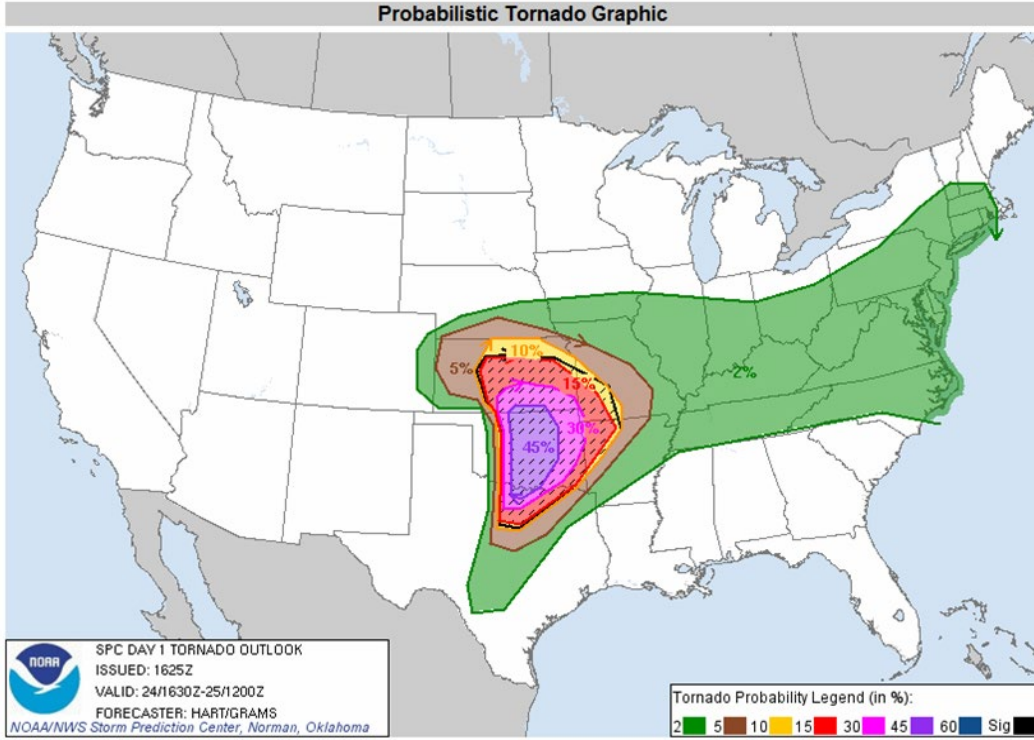 Probabilistic Tornado Graphic
10%
5%
15%
2%
30%
45%
NOAA
SPC DAY 1 TORNADO OUTLOOK
ISSUED: 1625Z
VALID: 24/1630Z-25/1200Z
FORECASTER: HART/GRAMS
NOAA/NWS Storm Prediction Center, Norman, Oklahoma
Tornado Probability Legend (in %):
2 5 10 15 30 45 60 Sig